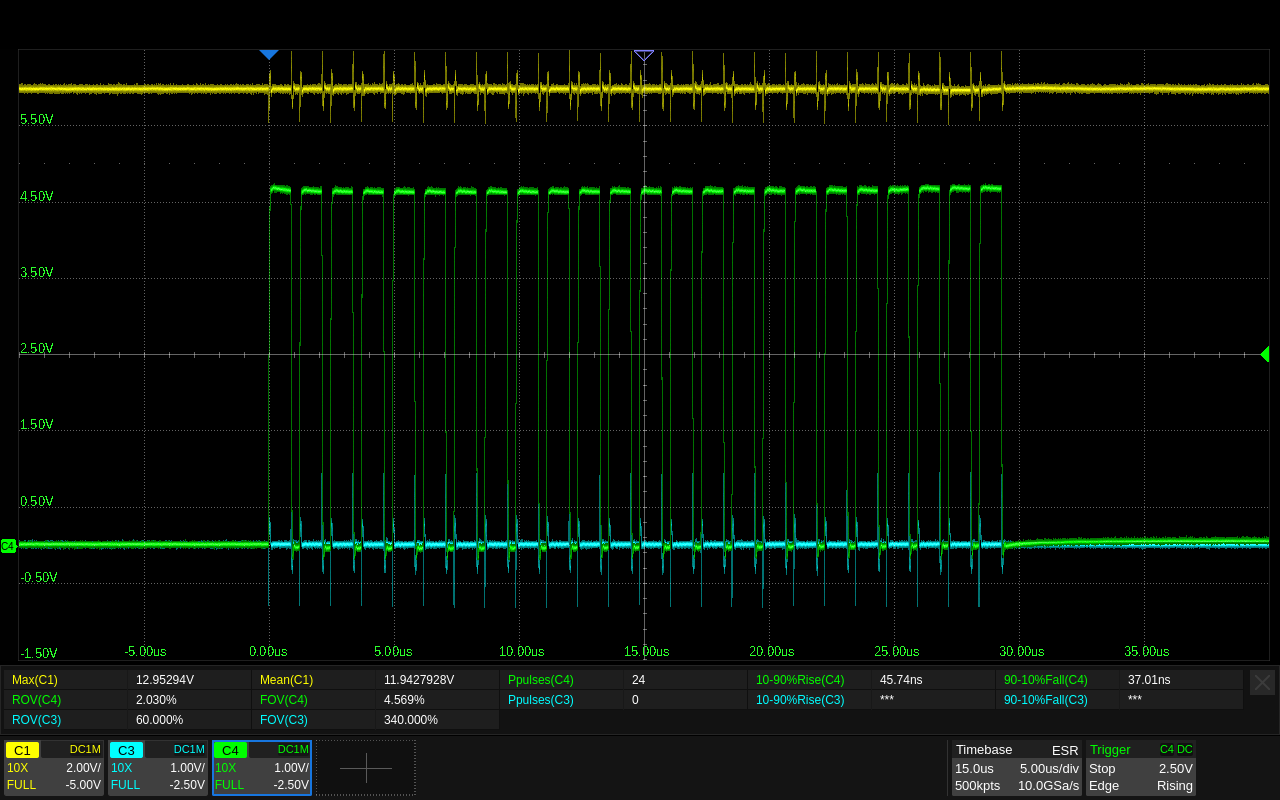 5.50V
4.50V
3.50V
2.50V
1.50V
0.50V
C4
-0.50V
-1.50V -5.00us 0.00us 5.00us 10.00us 15.00us 20.00us 25.00us 30.00us 35.00us
Max(C1) 12.95294V Mean(C1) 11.9427928V Ppulses(C4) 24 10-90%Rise(C4) 45.74ns 90-10%Fall(C4) 37.01ns
ROV(C4) 2.030% FOV(C4) 4.569% Ppulses(C3) 0 10-90%Rise(C3) *** 90-10%Fall(C3) ***
ROV(C3) 60.000% FOV(C3) 340.000%
C1 DC1M C3 DC1M C4 DC1M Timebase ESR Trigger C4 DC
10X 2.00V/ 10X 1.00V/ 10X 1.00V/ 15.0us 5.00us/div Stop 2.50V
FULL -5.00V FULL -2.50V FULL -2.50V 500kpts 10.0GSa/s Edge Rising